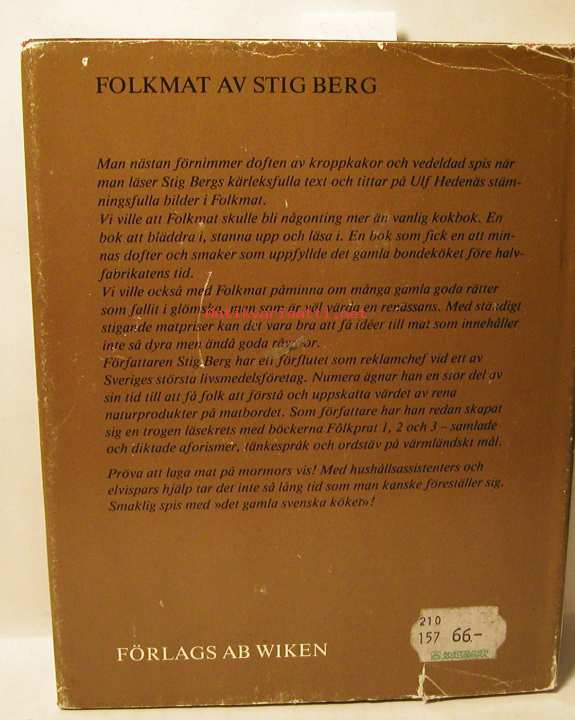 FOLKMAT AV STIG BERG
Man nästan förnimmer doften av kroppkakor och vedeldad spis när
man läser Stig Bergs kärleksfulla text och tittar på Ulf Hedenäs stäm-
ningsfulla bilder i Folkmat.
Vi ville att Folkmat skulle bli någonting mer än vanlig kokbok. En
bok att bläddra i, stanna upp och läsa i. En bok som fick en att min-
nas dofter och smaker som uppfyllde det gamla bondeköket före halv-
fabrikatens tid.
Vi ville också med Folkmat påminna om många gamla goda rätter
som fallit i glömska, men som är väl värda en renässans. Med ständigt
antikvariaatti.net
stigande matpriser kan det vara bra att få idéer till mat som innehåller
inte så dyra men ändå goda råvaror.
Författaren Stig Berg har ett förflutet som reklamchef vid ett av
Sveriges största livsmedelsföretag. Numera ägnar han en stor del av
sin tid till att få folk att förstå och uppskatta värdet av rena
naturprodukter på matbordet. Som författare har han redan skapat
sig en trogen läsekrets med böckerna Fôlkprat 1, 2 och 3 – samlade
och diktade aforismer, tänkespråk och ordstäv på värmländskt mål.
Pröva att laga mat på mormors vis! Med hushållsassistenters och
elvispars hjälp tar det inte så lång tid som man kanske föreställer sig.
Smaklig spis med »det gamla svenska köket»!
210
157 66.-
FÖRLAGS AB WIKEN